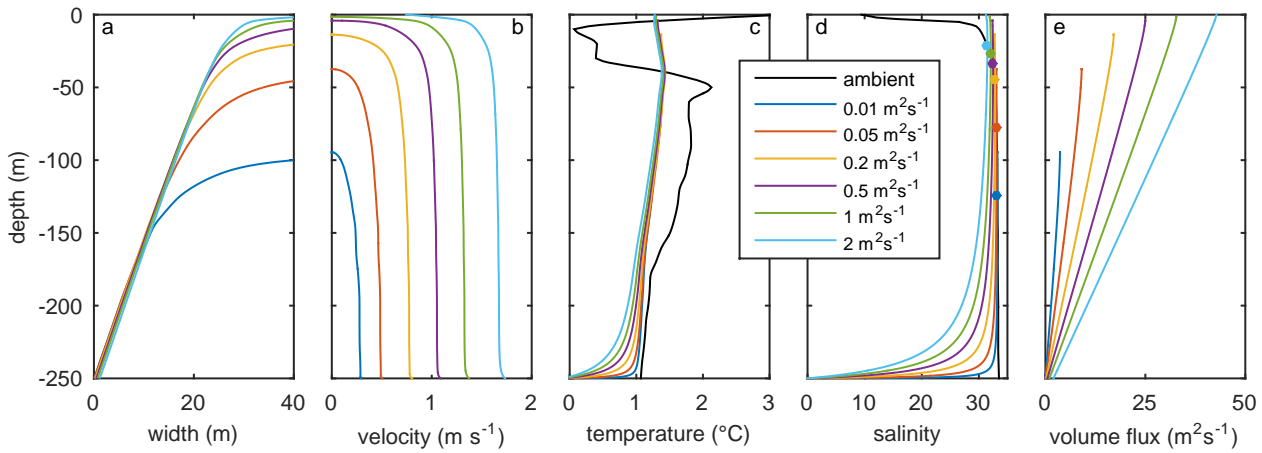 a
b
c
d
e
0
-50
-100
-150
-200
-250
depth (m)
0 20 40
width (m)
0 1 2
velocity (m s-1)
0 1 2 3
temperature (°C)
0 10 20 30
salinity
0 25 50
volume flux (m2s-1)
ambient
0.01 m2s-1
0.05 m2s-1
0.2 m2s-1
0.5 m2s-1
1 m2s-1
2 m2s-1